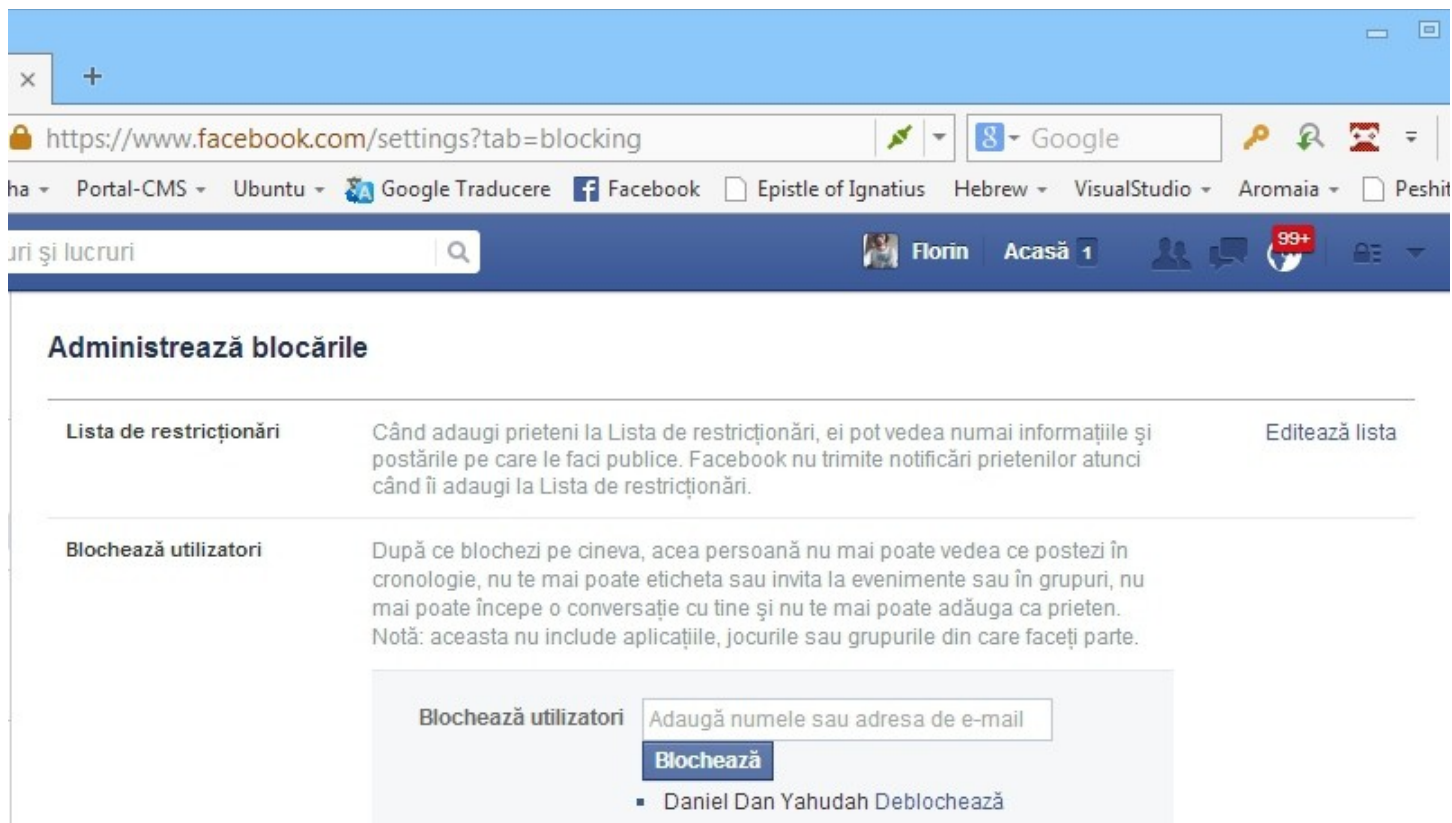 https://www.facebook.com/settings?tab=blocking Google
ha Portal-CMS Ubuntu Google Traducere Facebook Epistle of Ignatius Hebrew VisualStudio Aromaia Peshit
uri şi lucruri Florin Acasă 1 99+
Administrează blocările
Lista de restricționări Când adaugi prieteni la Lista de restricționări, ei pot vedea numai informațiile şi Editează lista
postările pe care le faci publice. Facebook nu trimite notificări prietenilor atunci
când îi adaugi la Lista de restricționări.
Blochează utilizatori După ce blochezi pe cineva, acea persoană nu mai poate vedea ce postezi în
cronologie, nu te mai poate eticheta sau invita la evenimente sau în grupuri, nu
mai poate începe o conversație cu tine şi nu te mai poate adăuga ca prieten.
Notă: aceasta nu include aplicațiile, jocurile sau grupurile din care faceți parte.
Blochează utilizatori Adaugă numele sau adresa de e-mail
Blochează
Daniel Dan Yahudah Deblochează